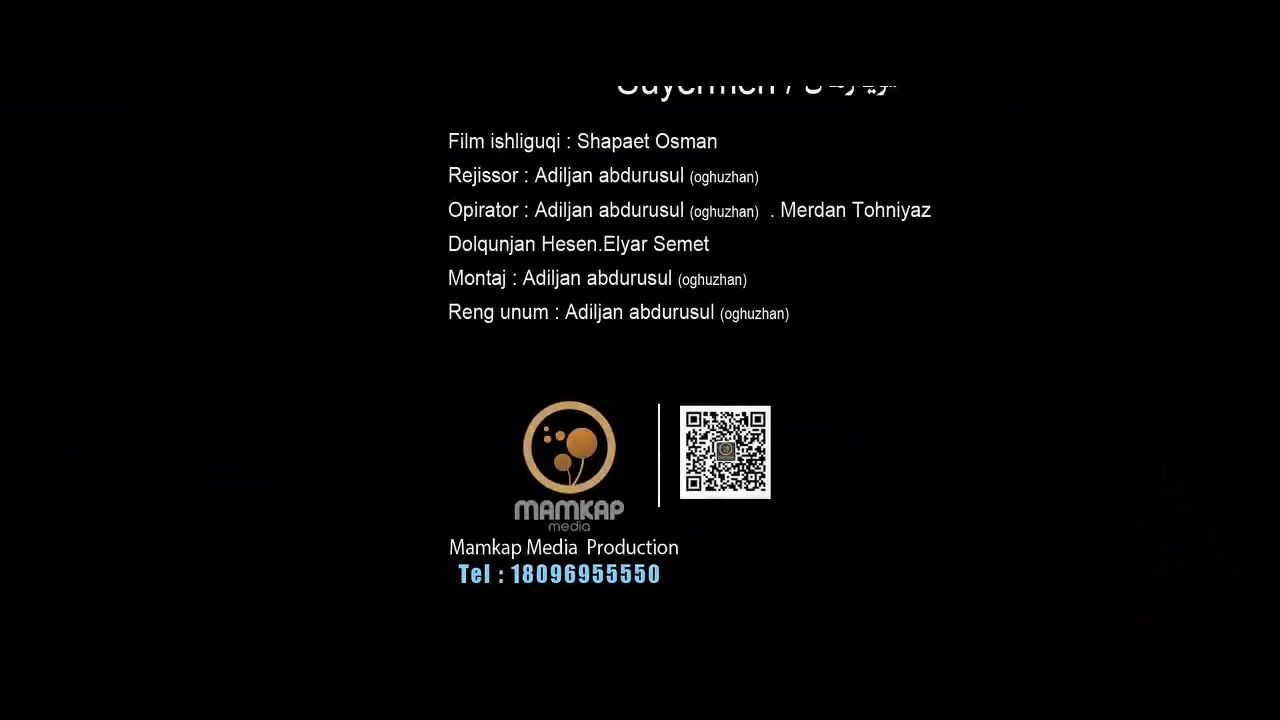 Film ishliguqi : Shapaet Osman
Rejissor : Adiljan abdurusul (oghuzhan)
Opirator : Adiljan abdurusul (oghuzhan) . Merdan Tohniyaz
Dolqunjan Hesen.Elyar Semet
Montaj : Adiljan abdurusul (oghuzhan)
Reng unum : Adiljan abdurusul (oghuzhan)
MAMKAP
media
Mamkap Media Production
Tel : 18096955550